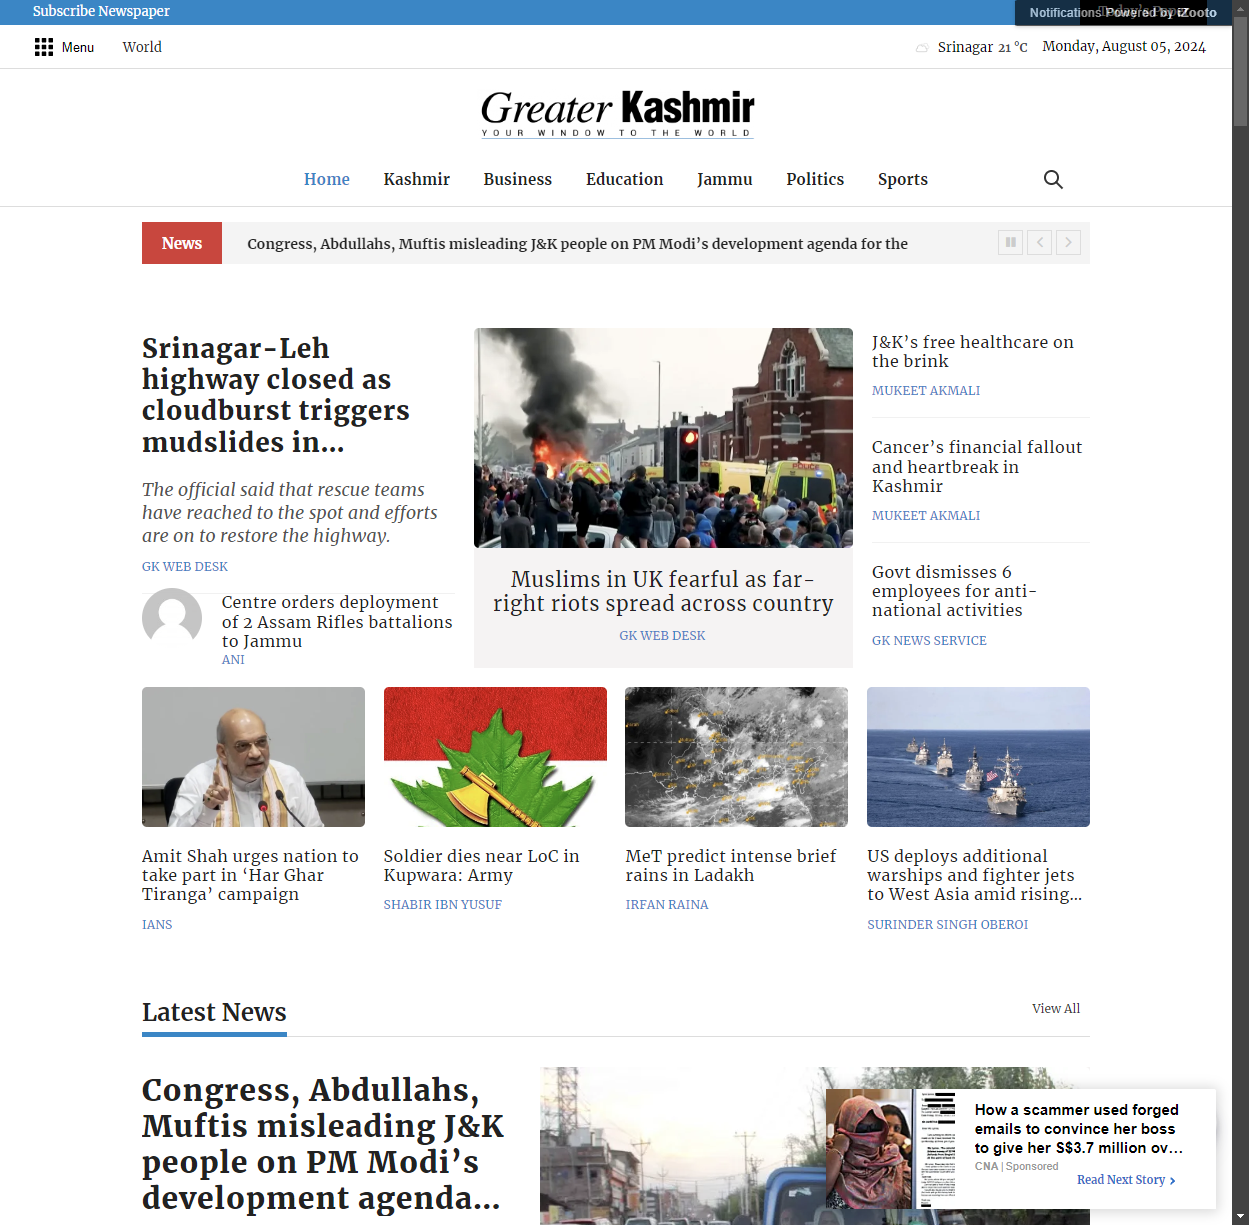 Subscribe Newspaper
Notifications Powered by iZooto
Menu
World
Srinagar 21 °C
Monday, August 05, 2024
Greater Kashmir
YOUR WINDOW TO THE WORLD
Home
Kashmir
Business
Education
Jammu
Politics
Sports
News
Congress, Abdullahs, Muftis misleading J&K people on PM Modi’s development agenda for the
Srinagar-Leh
highway closed as
cloudburst triggers
mudslides in...
The official said that rescue teams
have reached to the spot and efforts
are on to restore the highway.
GK WEB DESK
Centre orders deployment
of 2 Assam Rifles battalions
to Jammu
ANI
POLICE
Muslims in UK fearful as far-
right riots spread across country
GK WEB DESK
J&K’s free healthcare on
the brink
MUKEET AKMALI
Cancer’s financial fallout
and heartbreak in
Kashmir
MUKEET AKMALI
Govt dismisses 6
employees for anti-
national activities
GK NEWS SERVICE
Amit Shah urges nation to
take part in ‘Har Ghar
Tiranga’ campaign
IANS
Soldier dies near LoC in
Kupwara: Army
SHABIR IBN YUSUF
MeT predict intense brief
rains in Ladakh
IRFAN RAINA
US deploys additional
warships and fighter jets
to West Asia amid rising...
SURINDER SINGH OBEROI
Latest News
View All
Congress, Abdullahs,
Muftis misleading J&K
people on PM Modi’s
development agenda...
How a scammer used forged
emails to convince her boss
to give her S$3.7 million ov...
CNA | Sponsored
Read Next Story